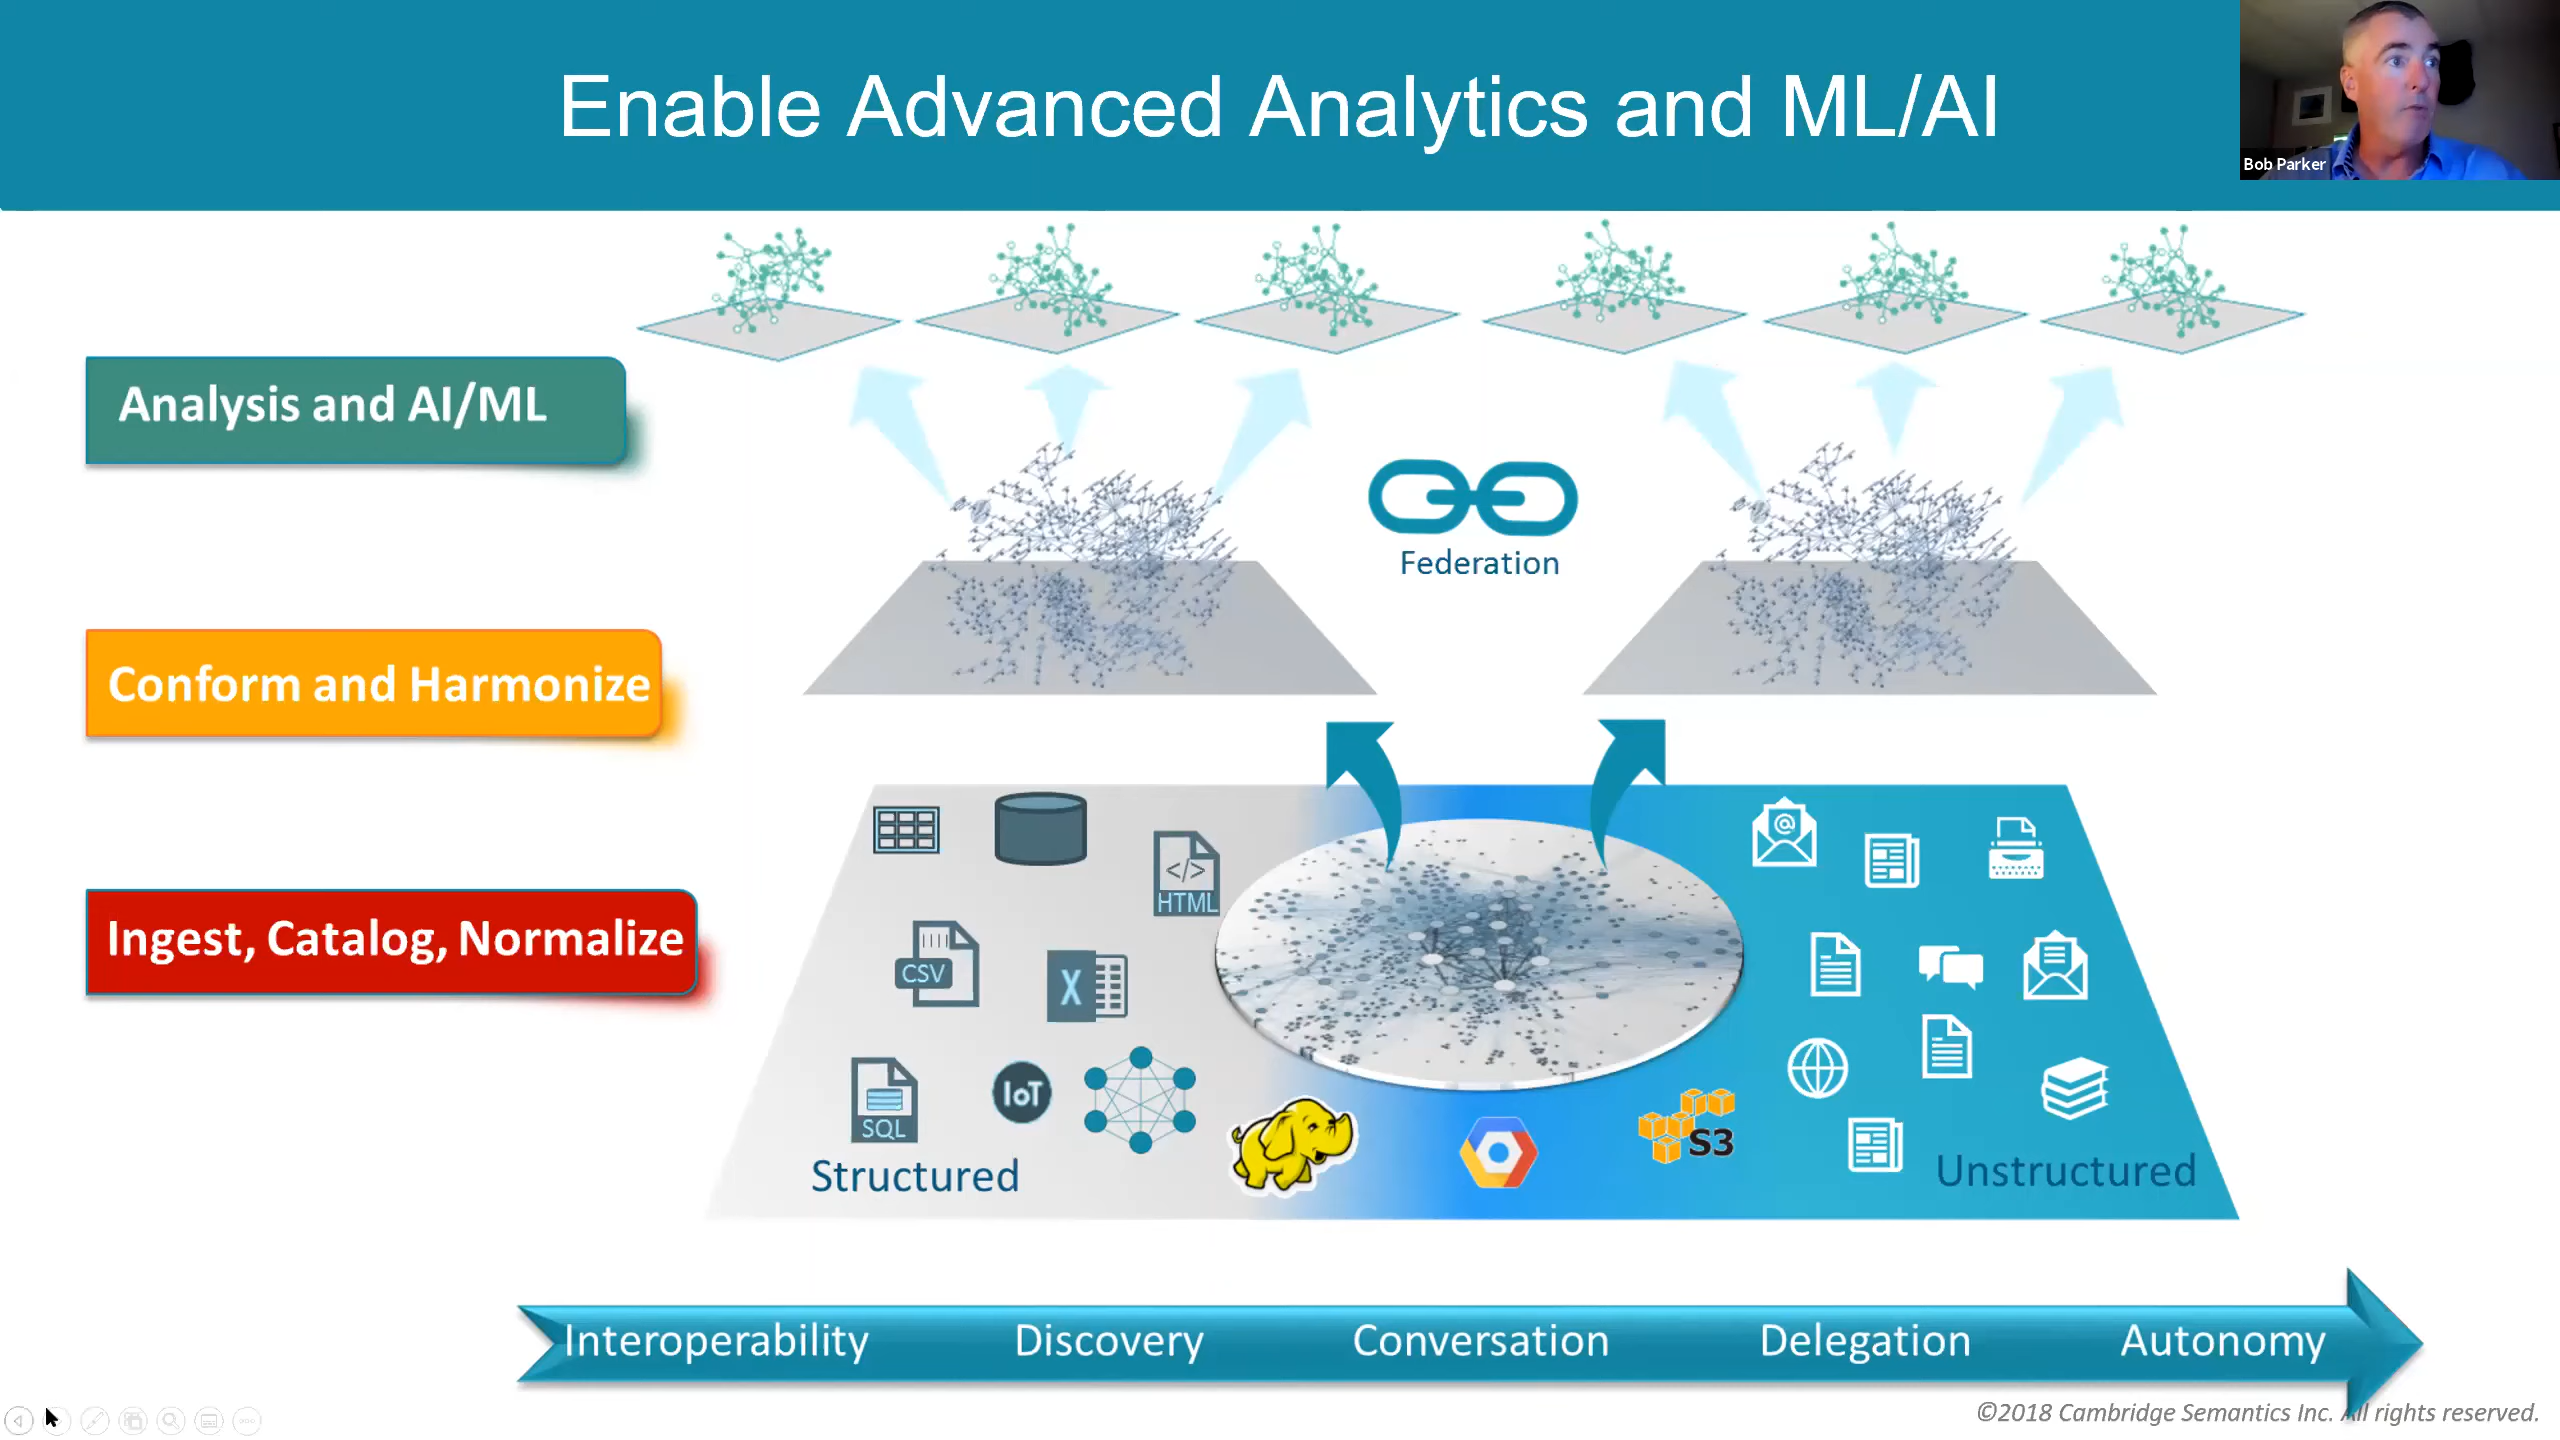 Enable Advanced Analytics and ML/AI
Bob Parker
Analysis and AI/ML
Federation
Conform and Harmonize
Ingest, Catalog, Normalize
HTML
CSV
X
SQL
IoT
S3
Structured
Unstructured
Interoperability Discovery Conversation Delegation Autonomy
©2018 Cambridge Semantics Inc. All rights reserved.